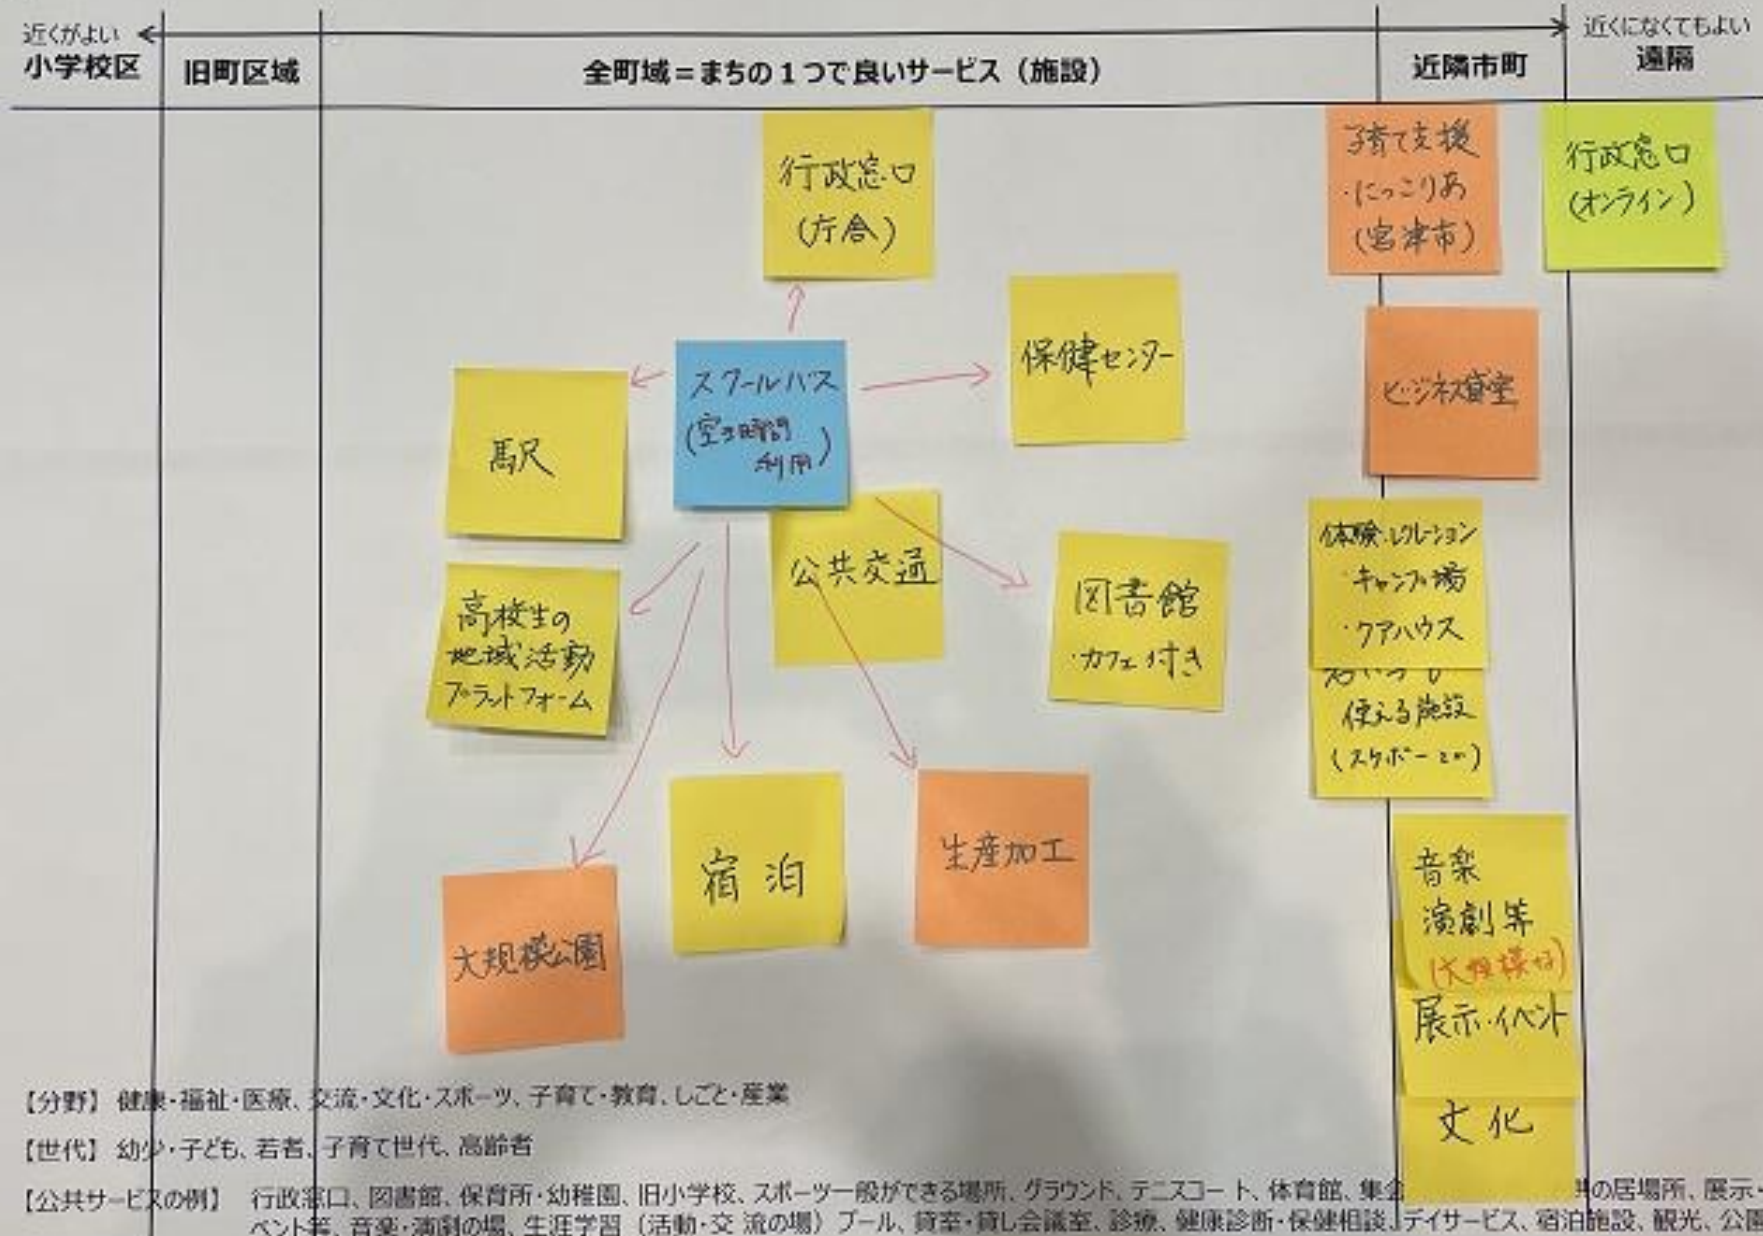 近くがよい
近くになくてもよい
小学校区
旧町区域
全町域＝まちの１つで良いサービス（施設）
近隣市町
遠隔
行政窓口
(庁舎)
子育て支援
・にっこりあ
(宮津市)
行政窓口
(オンライン)
スクールバス
(空き時間
利用)
保健センター
ビジネス貸室
駅
公共交通
高校生の
地域活動
プラットフォーム
図書館
・カフェ付き
体験・レクレーション
・キャンプ場
・クアハウス
使える施設
(スケボーとか)
大規模公園
宿泊
生産加工
音楽
演劇等
(大規模な)
展示・イベント
文化
【分野】 健康・福祉・医療、交流・文化・スポーツ、子育て・教育、しごと・産業
【世代】 幼少・子ども、若者、子育て世代、高齢者
【公共サービスの例】 行政窓口、図書館、保育所・幼稚園、旧小学校、スポーツ一般ができる場所、グラウンド、テニスコート、体育館、集会 の居場所、展示・
ベント等、音楽・演劇の場、生涯学習（活動・交流の場）プール、貸室・貸し会議室、診療、健康診断・保健相談、デイサービス、宿泊施設、観光、公園